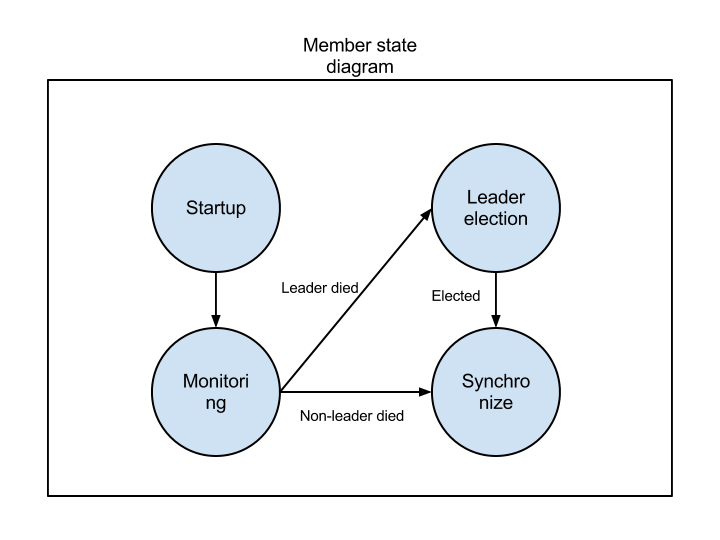 Member state
diagram
Startup
Leader
election
Leader died
Elected
Monitori
ng
Synchro
nize
Non-leader died